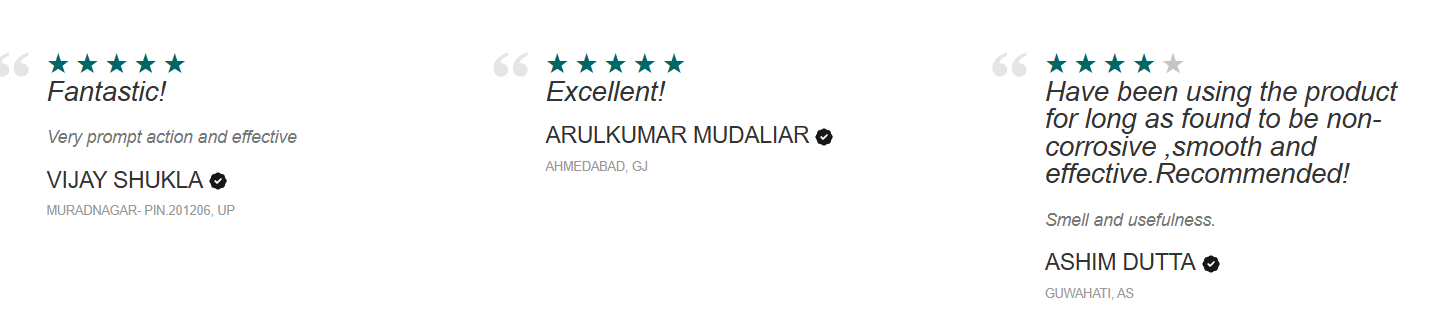 Fantastic!
Very prompt action and effective
VIJAY SHUKLA
MURADNAGAR- PIN.201206, UP
Excellent!
ARULKUMAR MUDALIAR
AHMEDABAD, GJ
Have been using the product
for long as found to be non-
corrosive ,smooth and
effective.Recommended!
Smell and usefulness.
ASHIM DUTTA
GUWAHATI, AS